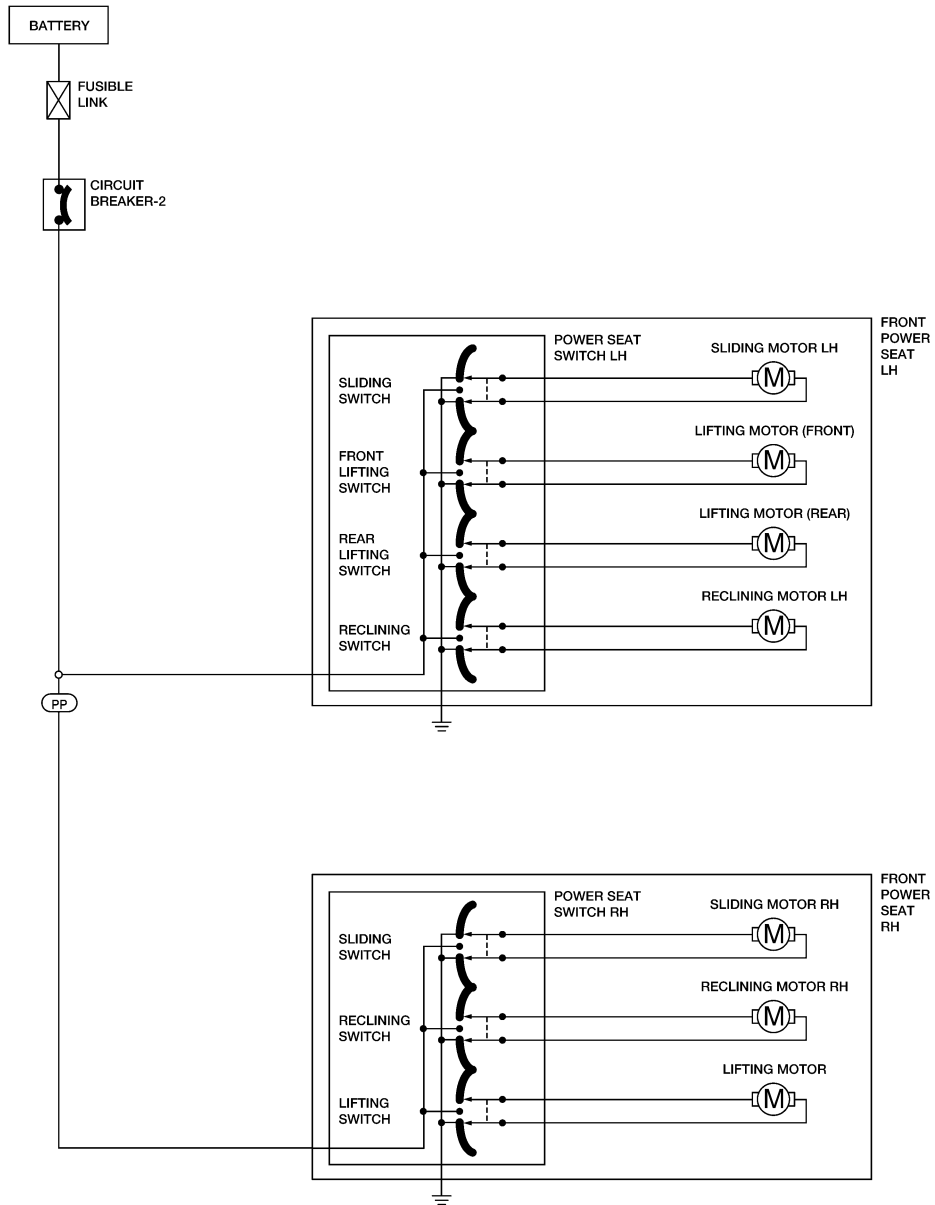 BATTERY
FUSIBLE
LINK
CIRCUIT
BREAKER-2
FRONT
POWER
SEAT
LH
POWER SEAT
SWITCH LH
SLIDING MOTOR LH
M
SLIDING
SWITCH
LIFTING MOTOR (FRONT)
M
FRONT
LIFTING
SWITCH
LIFTING MOTOR (REAR)
M
REAR
LIFTING
SWITCH
RECLINING MOTOR LH
M
RECLINING
SWITCH
PP
FRONT
POWER
SEAT
RH
POWER SEAT
SWITCH RH
SLIDING MOTOR RH
M
SLIDING
SWITCH
RECLINING MOTOR RH
M
RECLINING
SWITCH
LIFTING MOTOR
M
LIFTING
SWITCH